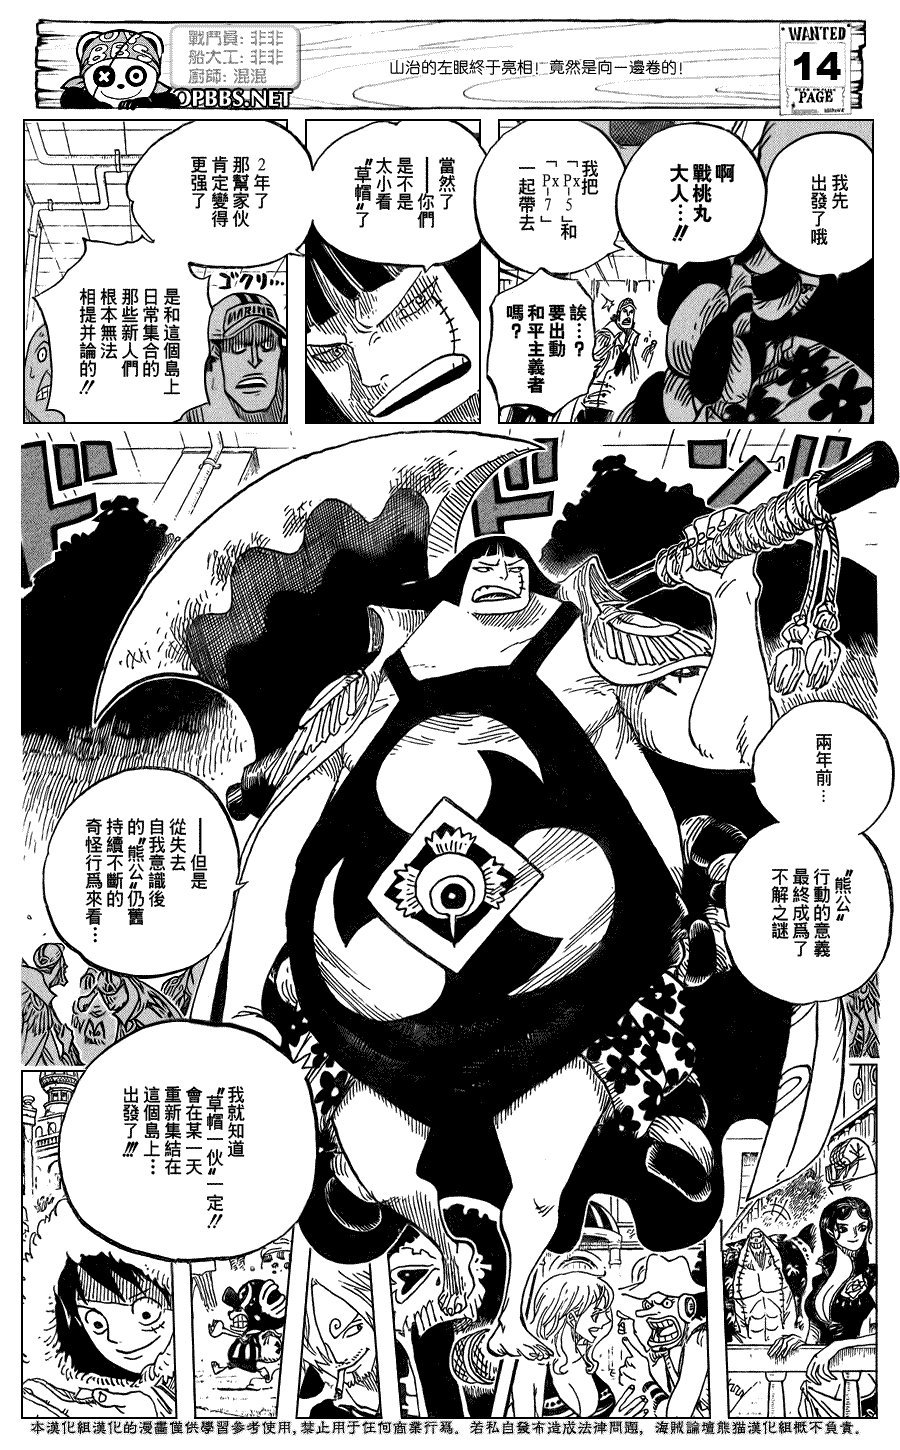 戰鬥員: 非非
船大工: 非非
廚師: 混混
OPBBS.NET
山治的左眼終于亮相! 竟然是向一邊卷的!
WANTED
14
PAGE
我先
出發了哦
啊
戰桃丸
大人…!!
我把
「Px-5」和
「Px-7」
一起帶去
誒…?
要出動
和平主義者
嗎?
當然了
——你們
是不是
太小看
"草帽"了
2年了
那幫家伙
肯定變得
更强了
ゴクリ…
MARINE
是和這個島上
日常集合的
那些新人們
根本無法
相提并論的!!
ドドン
兩年前…
"熊公"
行動的意義
最終成爲了
不解之謎
——但是
從失去
自我意識後
的"熊公"仍舊
持續不斷的
奇怪行爲來看…
我就知道
"草帽一伙"一定!!
會在某一天
重新集結在
這個島上…
出發了!!!
本漢化組漢化的漫畫僅供學習參考使用, 禁止用于任何商業行爲。若私自發布造成法律問題, 海賊論壇熊猫漢化組概不負責。